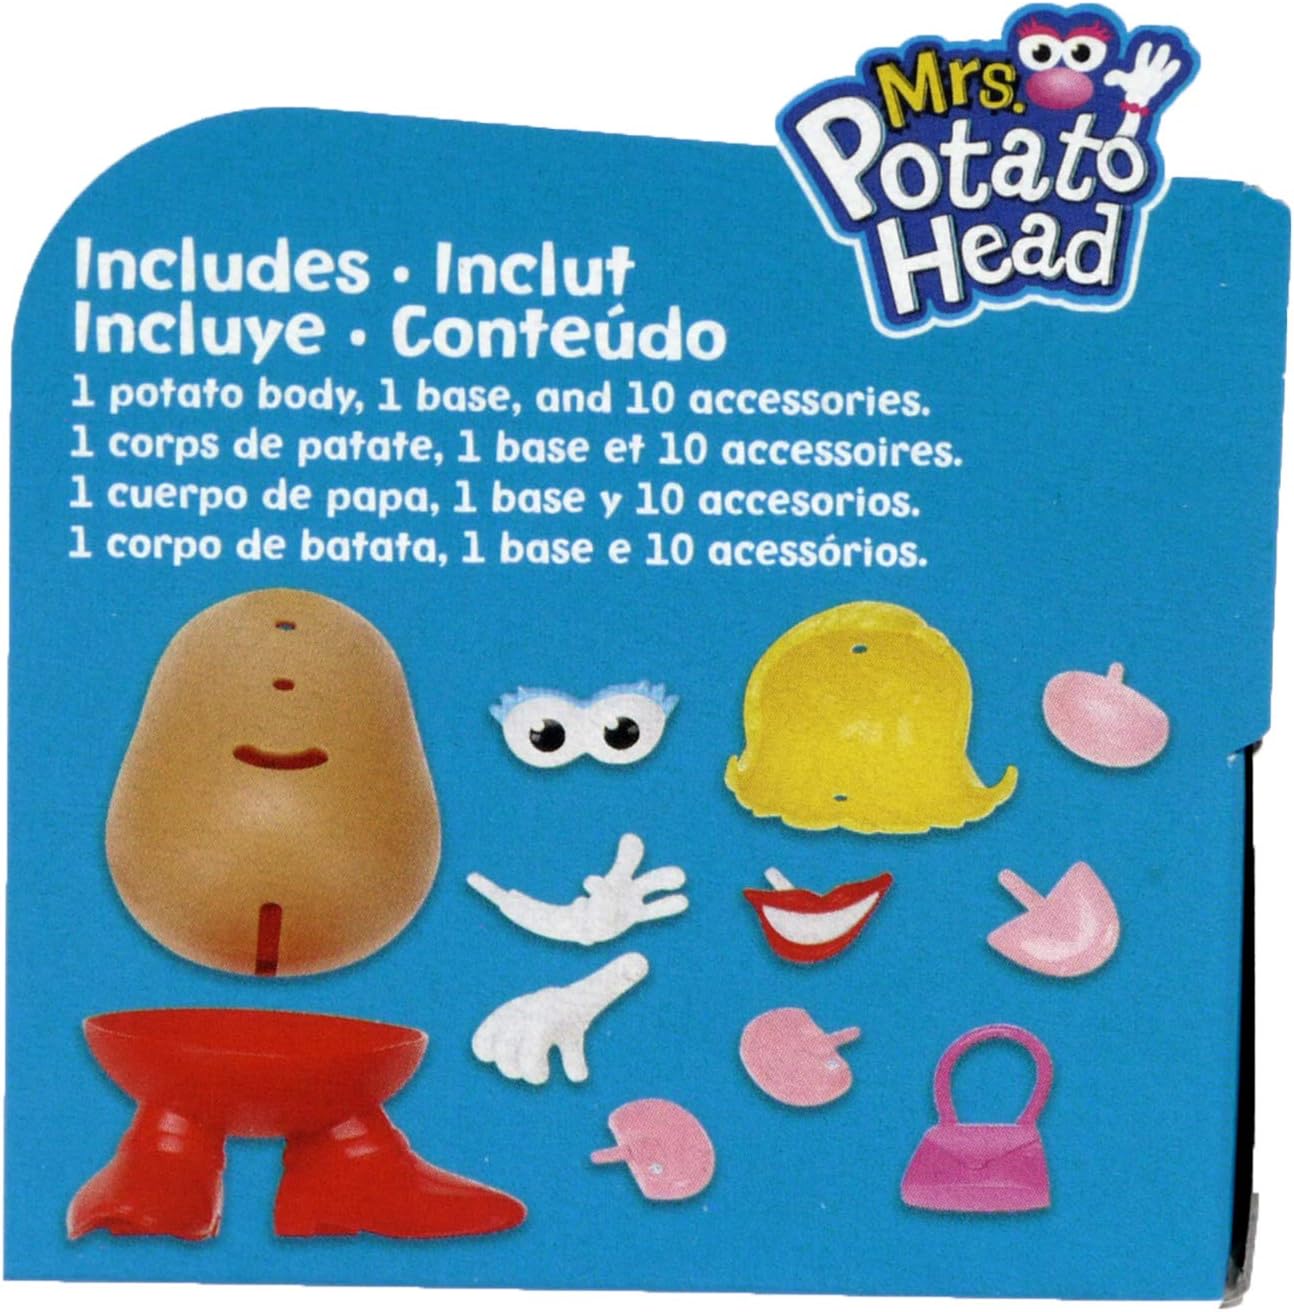 Mrs.
Potato
Head
Includes • Inclut
Incluye • Conteúdo
1 potato body, 1 base, and 10 accessories.
1 corps de patate, 1 base et 10 accessoires.
1 cuerpo de papa, 1 base y 10 accesorios.
1 corpo de batata, 1 base e 10 acessórios.